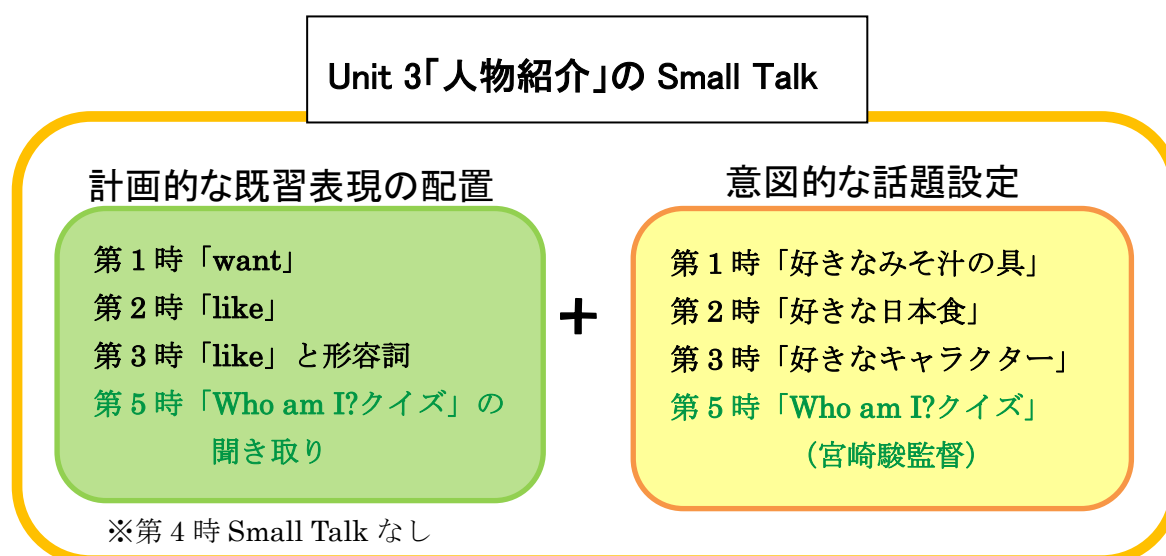 Unit 3「人物紹介」の Small Talk
計画的な既習表現の配置
第1時「want」
第2時「like」
第3時「like」と形容詞
第5時「Who am I?クイズ」の
聞き取り
※第4時 Small Talk なし
+
意図的な話題設定
第1時「好きなみそ汁の具」
第2時「好きな日本食」
第3時「好きなキャラクター」
第5時「Who am I?クイズ」
（宮崎駿監督）